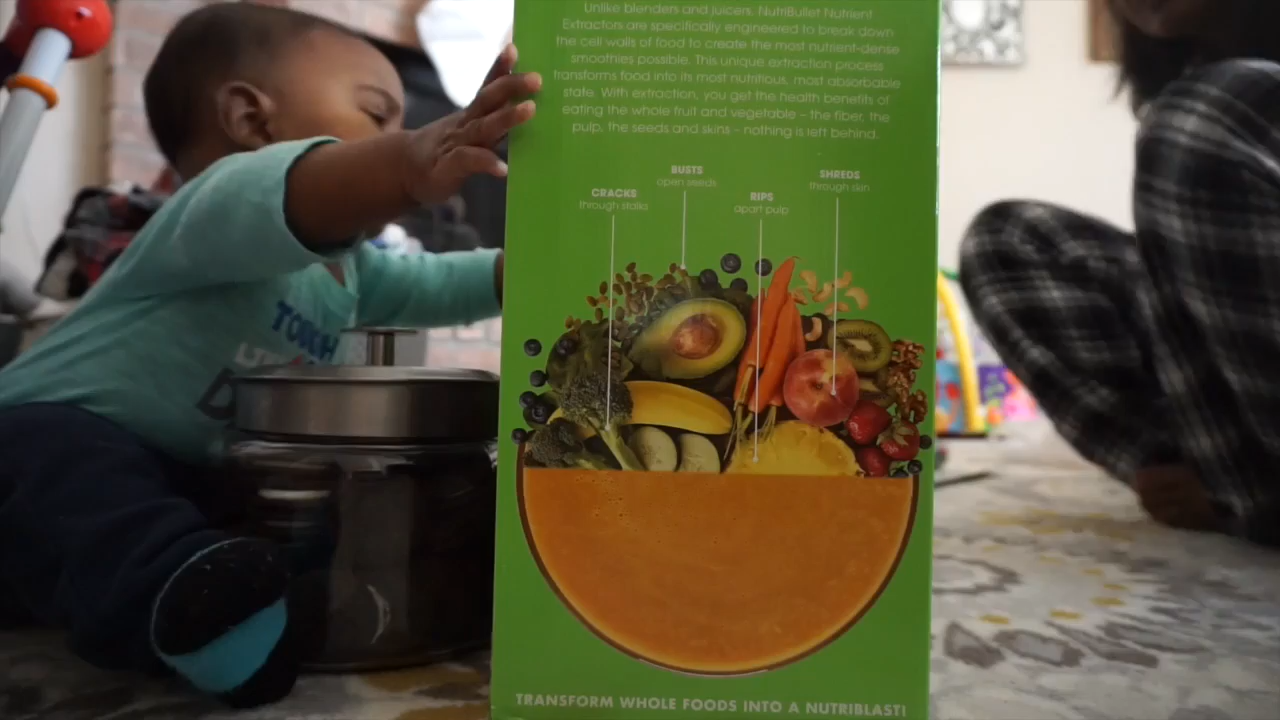 Unlike blenders and juicers, NutriBullet Nutrient
Extractors are specifically engineered to break down
the cell walls of food to create the most nutrient-dense
smoothies possible. This unique extraction process
transforms food into its most nutritious, most absorbable
state. With extraction, you get the health benefits of
eating the whole fruit and vegetable – the fiber, the
pulp, the seeds and skins – nothing is left behind.
BUSTS
open seeds
SHREDS
through skin
CRACKS
through stalks
RIPS
apart pulp
TOUCH
TRANSFORM WHOLE FOODS INTO A NUTRIBLAST!